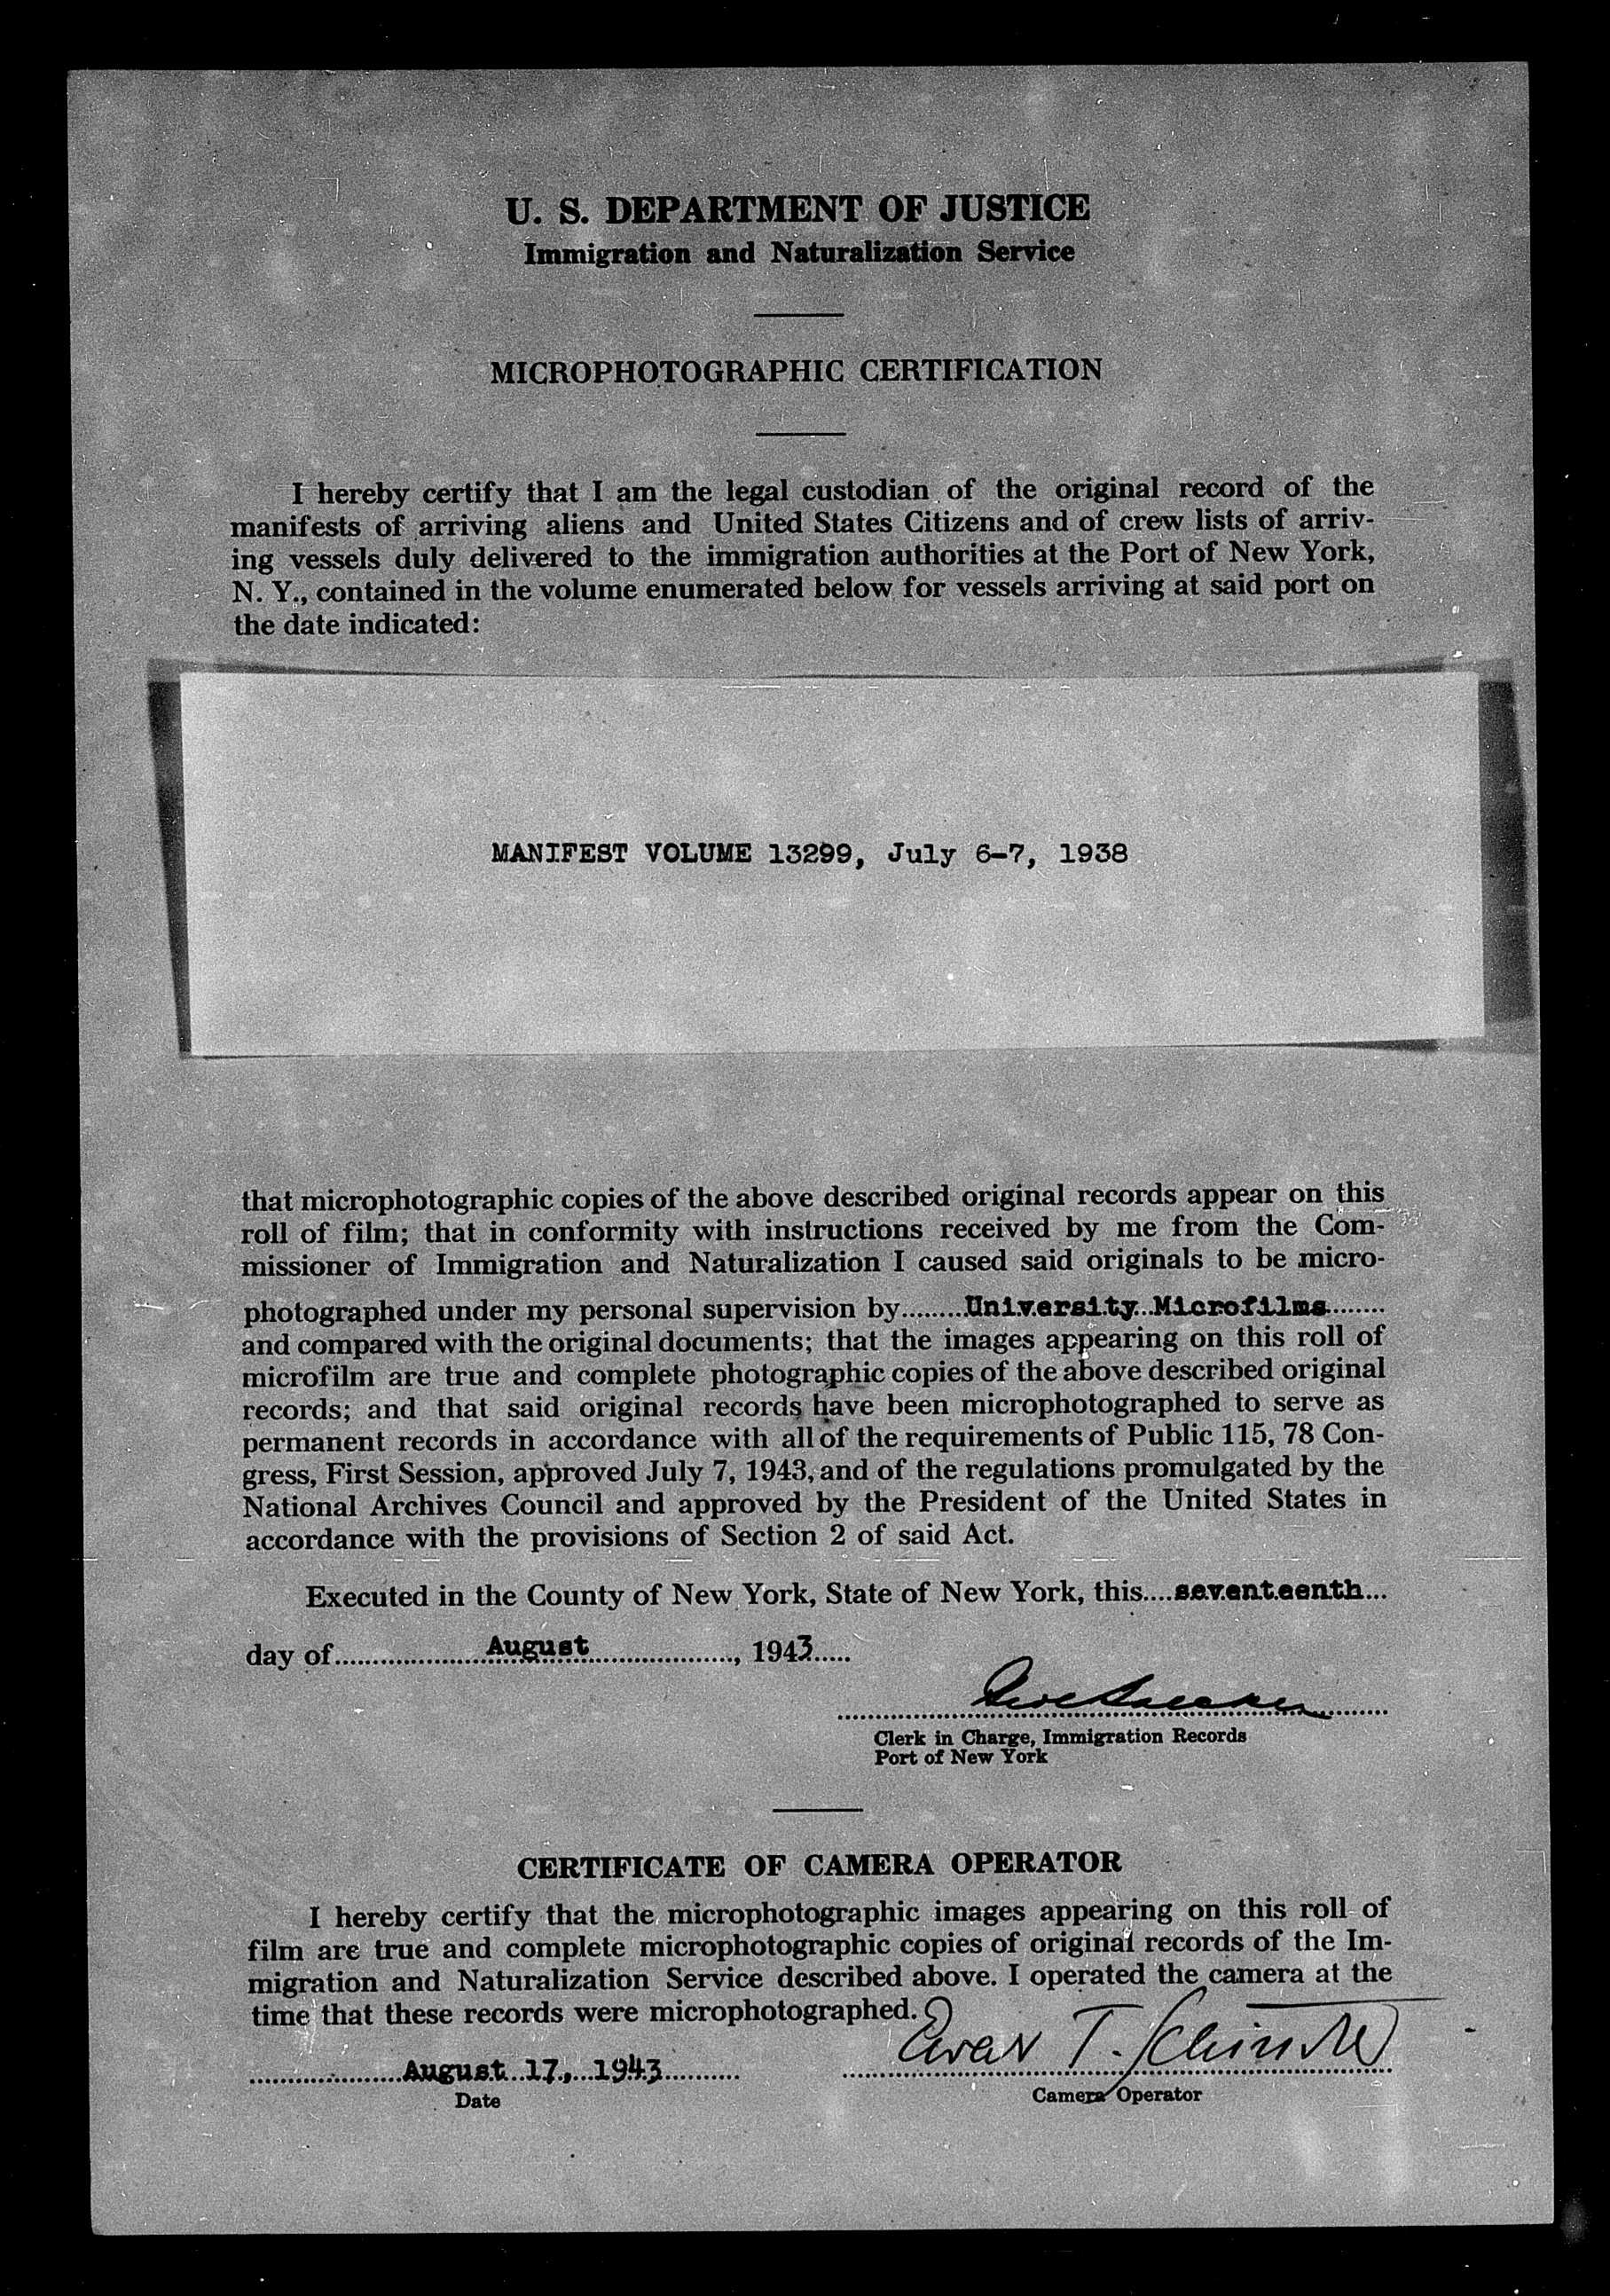 U. S. DEPARTMENT OF JUSTICE
Immigration and Naturalization Service
MICROPHOTOGRAPHIC CERTIFICATION
I hereby certify that I am the legal custodian of the original record of the
manifests of arriving aliens and United States Citizens and of crew lists of arriv-
ing vessels duly delivered to the immigration authorities at the Port of New York,
N. Y., contained in the volume enumerated below for vessels arriving at said port on
the date indicated:
MANIFEST VOLUME 13299, July 6-7, 1938
that microphotographic copies of the above described original records appear on this
roll of film; that in conformity with instructions received by me from the Com-
missioner of Immigration and Naturalization I caused said originals to be micro-
photographed under my personal supervision by........University Microfilms........
and compared with the original documents; that the images appearing on this roll of
microfilm are true and complete photographic copies of the above described original
records; and that said original records have been microphotographed to serve as
permanent records in accordance with all of the requirements of Public 115, 78 Con-
gress, First Session, approved July 7, 1943, and of the regulations promulgated by the
National Archives Council and approved by the President of the United States in
accordance with the provisions of Section 2 of said Act.
Executed in the County of New York, State of New York, this....seventeenth...
day of....................August...................., 1943.....
Clerk in Charge, Immigration Records
Port of New York
CERTIFICATE OF CAMERA OPERATOR
I hereby certify that the microphotographic images appearing on this roll of
film are true and complete microphotographic copies of original records of the Im-
migration and Naturalization Service described above. I operated the camera at the
time that these records were microphotographed.
T.
August 17, 1943
Date
Camera Operator